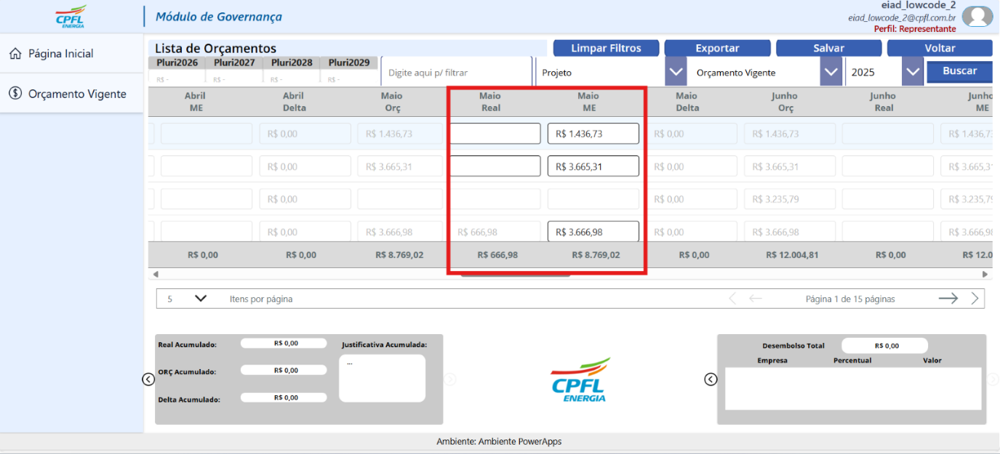 eiad_lowcode_2
CPFL
ENERGIA
Módulo de Governança
eiad_lowcode_2@cpfl.com.br
Perfil: Representante
Página Inicial
Orçamento Vigente
Lista de Orçamentos
Limpar Filtros
Exportar
Salvar
Voltar
Pluri2026 Pluri2027 Pluri2028 Pluri2029
R$ - R$ - R$ - R$ -
Digite aqui p/ filtrar
Projeto
Orçamento Vigente
2025
Buscar
Abril Abril Maio Maio Maio Maio Junho Junho Junho
ME Delta Orç Real ME Delta Orç Real ME
R$ 0,00 R$ 1.436,73 R$ 1.436,73 R$ 0,00 R$ 1.436,73 R$ 1.436,7
R$ 0,00 R$ 3.665,31 R$ 3.665,31 R$ 0,00 R$ 3.665,31 R$ 3.665,31
R$ 0,00 R$ 0,00 R$ 3.235,79 R$ 3.235,79
R$ 0,00 R$ 3.666,98 R$ 666,98 R$ 3.666,98 R$ 0,00 R$ 3.666,98 R$ 3.666,98
R$ 0,00 R$ 0,00 R$ 8.769,02 R$ 666,98 R$ 8.769,02 R$ 0,00 R$ 12.004,81 R$ 0,00 R$ 12.0
5 Itens por página
Página 1 de 15 páginas
Real Acumulado: R$ 0,00
Justificativa Acumulada:
...
ORÇ Acumulado: R$ 0,00
Delta Acumulado: R$ 0,00
CPFL
ENERGIA
Desembolso Total R$ 0,00
Empresa Percentual Valor
Ambiente: Ambiente PowerApps